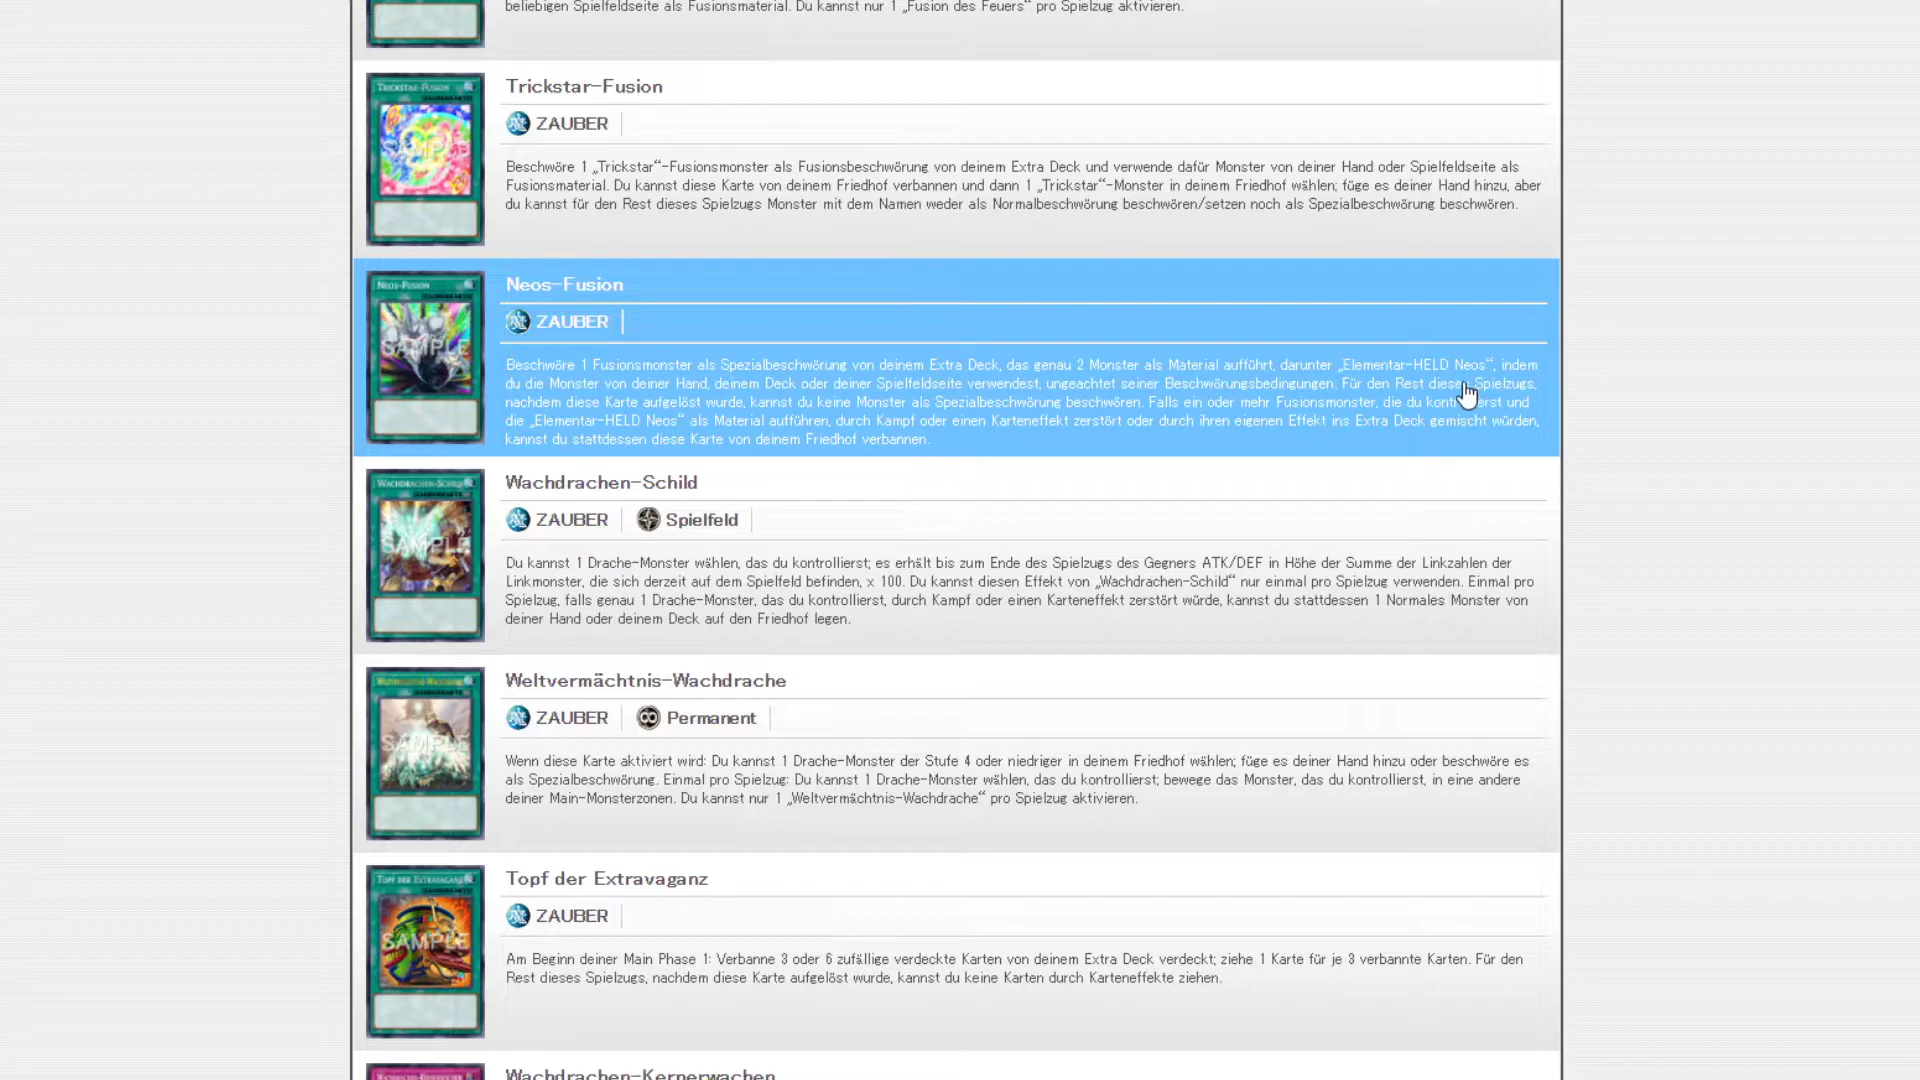 beliebigen Spielfeldseite als Fusionsmaterial. Du kannst nur 1 „Fusion des Feuers“ pro Spielzug aktivieren.
TRICKSTAR-FUSION
SAMPLE
Trickstar-Fusion
ZAUBER
Beschwöre 1 „Trickstar“-Fusionsmonster als Fusionsbeschwörung von deinem Extra Deck und verwende dafür Monster von deiner Hand oder Spielfeldseite als
Fusionsmaterial. Du kannst diese Karte von deinem Friedhof verbannen und dann 1 „Trickstar“-Monster in deinem Friedhof wählen; füge es deiner Hand hinzu, aber
du kannst für den Rest dieses Spielzugs Monster mit dem Namen weder als Normalbeschwörung beschwören/setzen noch als Spezialbeschwörung beschwören.
NEOS-FUSION
SAMPLE
Neos-Fusion
ZAUBER
Beschwöre 1 Fusionsmonster als Spezialbeschwörung von deinem Extra Deck, das genau 2 Monster als Material aufführt, darunter „Elementar-HELD Neos“, indem
du die Monster von deiner Hand, deinem Deck oder deiner Spielfeldseite verwendest, ungeachtet seiner Beschwörungsbedingungen. Für den Rest dieses Spielzugs,
nachdem diese Karte aufgelöst wurde, kannst du keine Monster als Spezialbeschwörung beschwören. Falls ein oder mehr Fusionsmonster, die du kontrollierst und
die „Elementar-HELD Neos“ als Material aufführen, durch Kampf oder einen Karteneffekt zerstört oder durch ihren eigenen Effekt ins Extra Deck gemischt würden,
kannst du stattdessen diese Karte von deinem Friedhof verbannen.
WACHDRACHEN-SCHILD
SAMPLE
Wachdrachen-Schild
ZAUBER
Spielfeld
Du kannst 1 Drache-Monster wählen, das du kontrollierst; es erhält bis zum Ende des Spielzugs des Gegners ATK/DEF in Höhe der Summe der Linkzahlen der
Linkmonster, die sich derzeit auf dem Spielfeld befinden, x 100. Du kannst diesen Effekt von „Wachdrachen-Schild“ nur einmal pro Spielzug verwenden. Einmal pro
Spielzug, falls genau 1 Drache-Monster, das du kontrollierst, durch Kampf oder einen Karteneffekt zerstört würde, kannst du stattdessen 1 Normales Monster von
deiner Hand oder deinem Deck auf den Friedhof legen.
SAMPLE
Weltvermächtnis-Wachdrache
ZAUBER
Permanent
Wenn diese Karte aktiviert wird: Du kannst 1 Drache-Monster der Stufe 4 oder niedriger in deinem Friedhof wählen; füge es deiner Hand hinzu oder beschwöre es
als Spezialbeschwörung. Einmal pro Spielzug: Du kannst 1 Drache-Monster wählen, das du kontrollierst; bewege das Monster, das du kontrollierst, in eine andere
deiner Main-Monsterzonen. Du kannst nur 1 „Weltvermächtnis-Wachdrache“ pro Spielzug aktivieren.
TOPF DER EXTRAVAGANZ
SAMPLE
Topf der Extravaganz
ZAUBER
Am Beginn deiner Main Phase 1: Verbanne 3 oder 6 zufällige verdeckte Karten von deinem Extra Deck verdeckt; ziehe 1 Karte für je 3 verbannte Karten. Für den
Rest dieses Spielzugs, nachdem diese Karte aufgelöst wurde, kannst du keine Karten durch Karteneffekte ziehen.
Wachdrachen-Kernerwachen